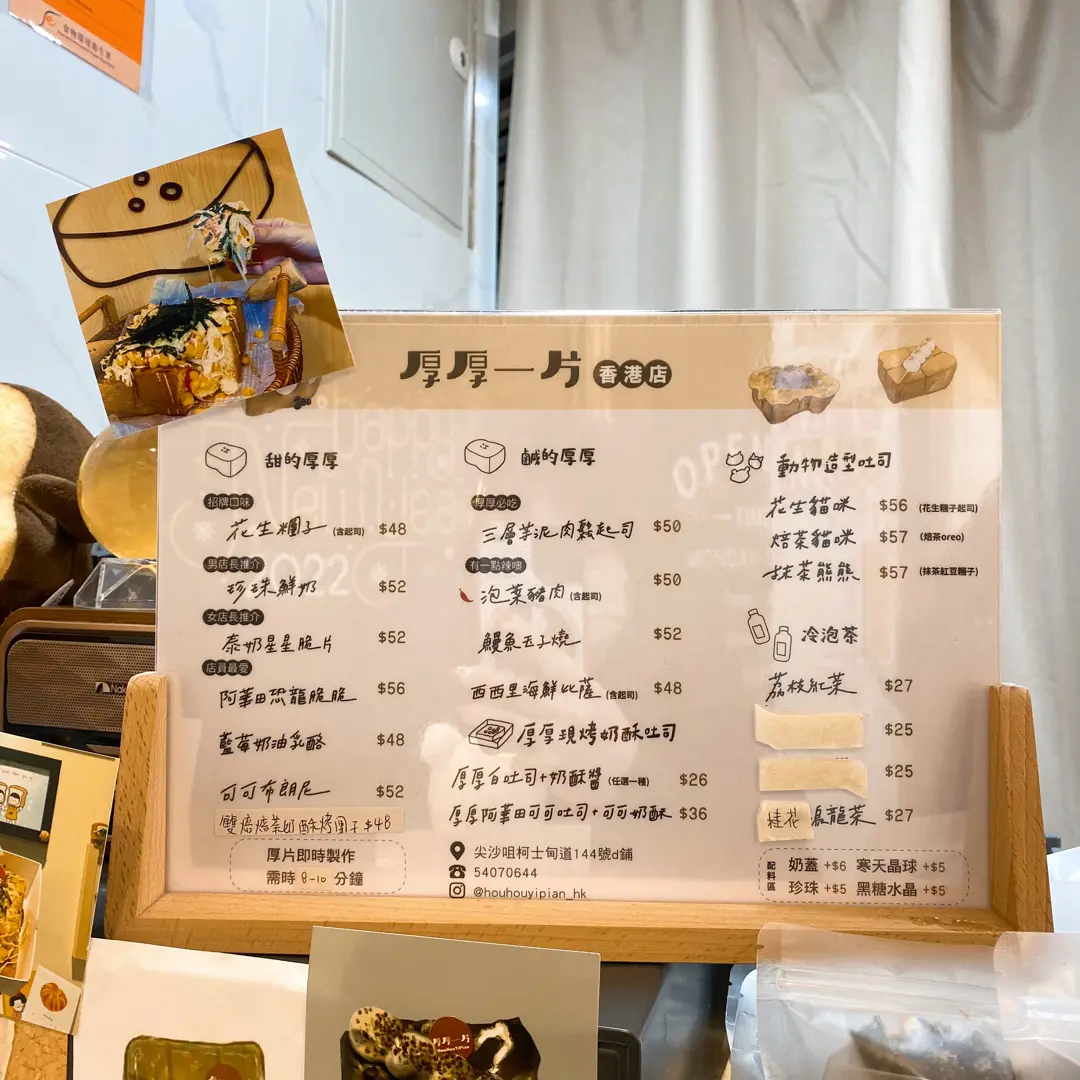 食物環境衞生署
厚厚一片 香港店
甜的厚厚
招牌口味
花生糰子 (含起司) $48
男店長推介
珍珠鮮奶 $52
女店長推介
泰奶星星脆片 $52
店員最愛
阿華田恐龍脆脆 $56
藍莓奶油乳酪 $48
可可布朗尼 $52
$48
厚片即時製作
需時 8-10 分鐘
鹹的厚厚
厚厚必吃
三層芋泥肉鬆起司 $50
有一點辣噢
泡菜豬肉 (含起司) $50
鰻魚玉子燒 $52
西西里海鮮比薩 (含起司) $48
厚厚現烤奶酥吐司
厚厚白吐司+奶酥醬 (任選一種) $26
厚厚阿華田可可吐司+可可奶酥 $36
尖沙咀柯士甸道144號d鋪
54070644
@houhouyipian_hk
動物造型吐司
花生貓咪 $56 (花生糰子起司)
焙茶貓咪 $57 (焙茶oreo)
抹茶熊熊 $57 (抹茶紅豆糰子)
冷泡茶
荔枝紅茶 $27
$25
$25
桂花烏龍茶 $27
配料區
奶蓋 +$6 寒天晶球 +$5
珍珠 +$5 黑糖水晶 +$5
厚厚一片
HouHouYiPian